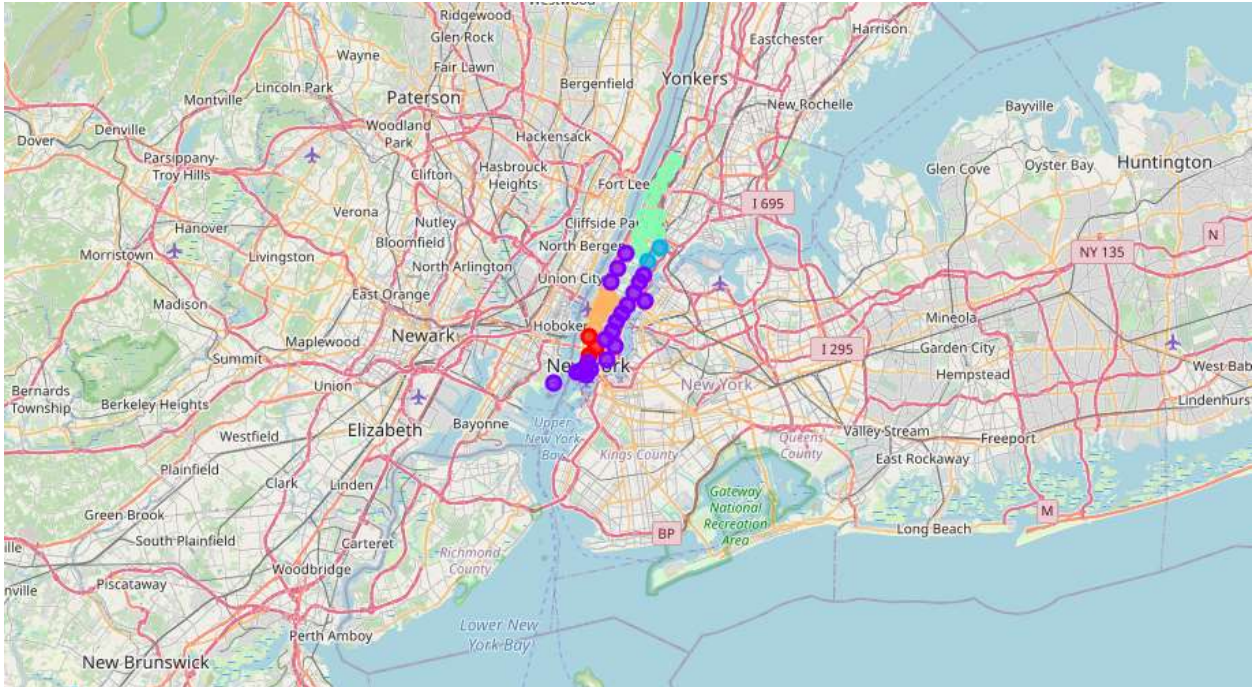 Westwood
Ridgewood
Glen Rock
Eastchester
Harrison
Wayne
Fair Lawn
Lincoln Park
Paterson
Bergenfield
Yonkers
Montville
New Rochelle
Bayville
Denville
Woodland
Park
Hackensack
Dover
Parsippany-
Troy Hills
Clifton
Hasbrouck
Heights
Fort Lee
Glen Cove
Oyster Bay
Huntington
I 695
Verona
Nutley
Cliffside Pa
Hanover
Bloomfield
North Bergen
N
NY 135
Morristown
Livingston
North Arlington
Union City
Madison
East Orange
Mineola
Maplewood
Newark
Hoboken
I 295
Garden City
Summit
New York
New York
Hempstead
West Bab
Bernards
Township
Union
Lindenhurst
Berkeley Heights
Elizabeth
Bayonne
Upper
New York
Bay
Queens
County
Valley Stream
Freeport
Westfield
Kings County
East Rockaway
Plainfield
Clark
Linden
Gateway
National
Recreation
Area
M
Green Brook
Long Beach
BP
ville
South Plainfield
Carteret
Richmond
County
Woodbridge
Piscataway
nville
Perth Amboy
Lower New
York Bay
New Brunswick